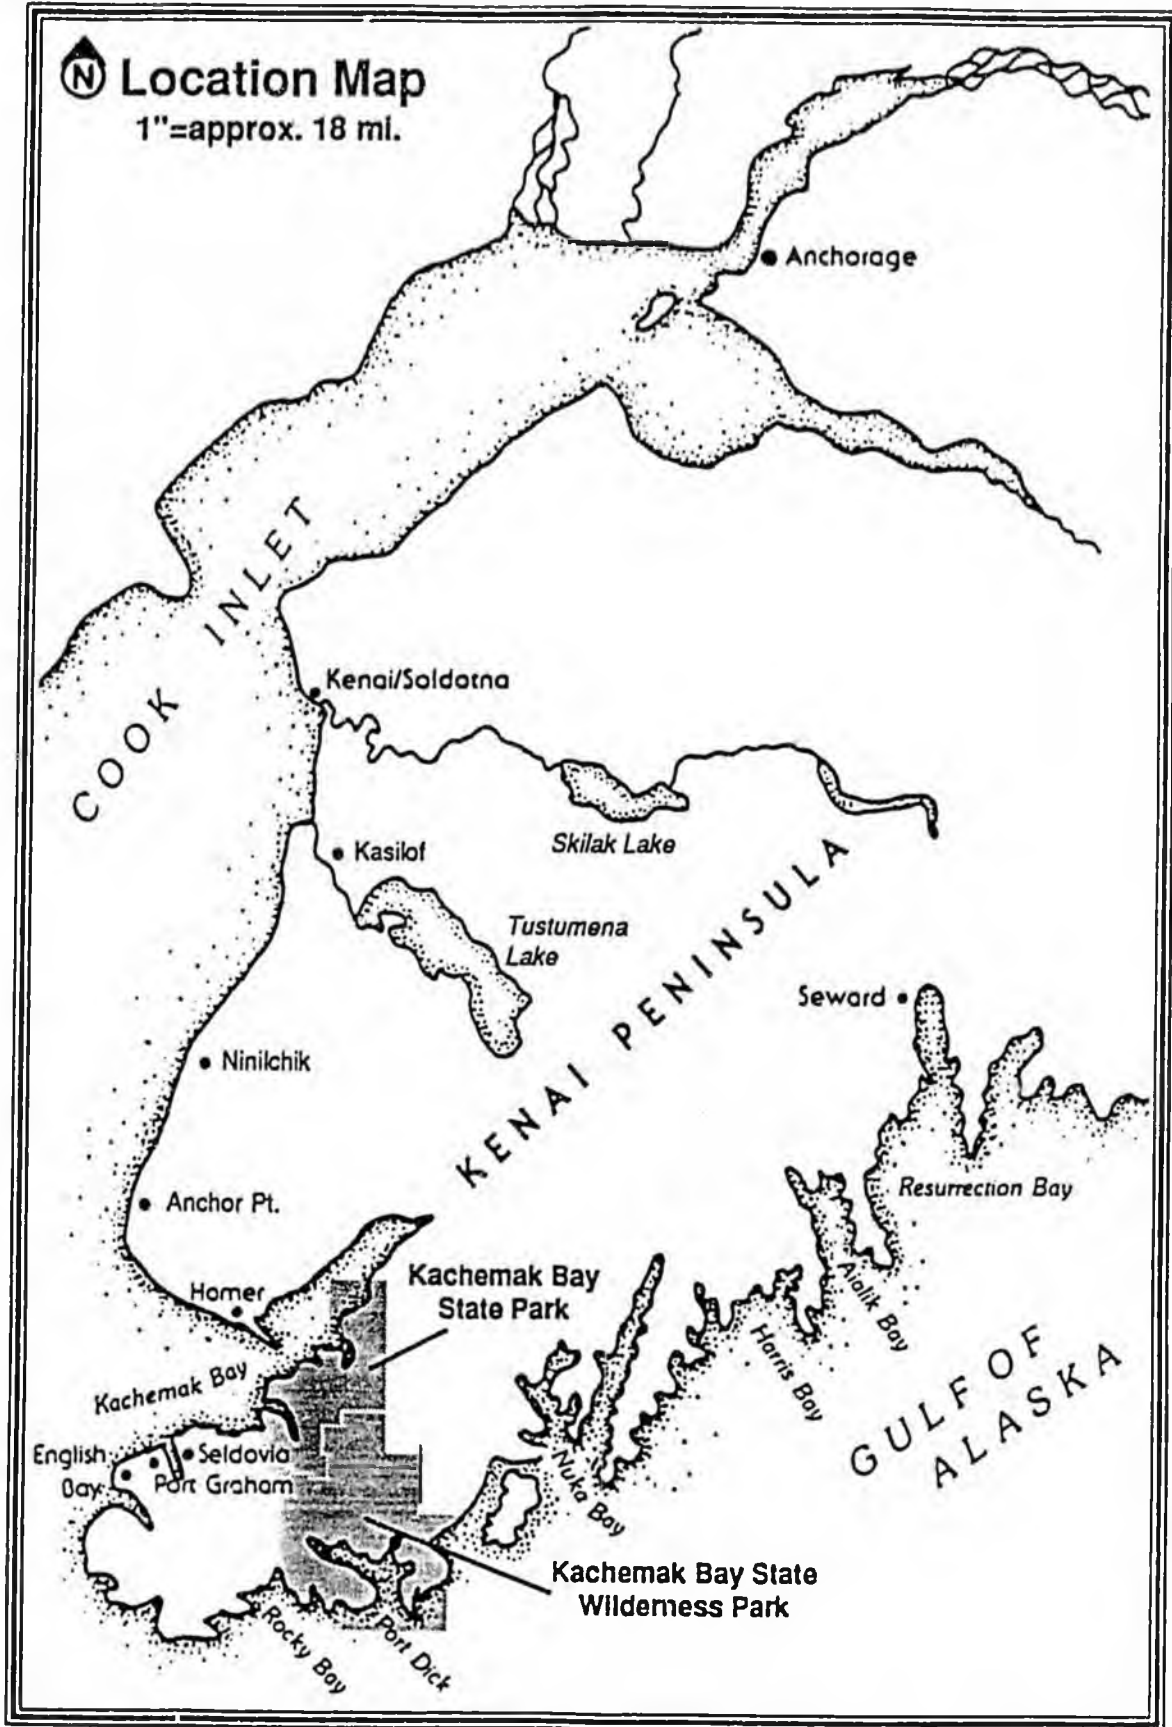 N Location Map
1"=approx. 18 mi.
Anchorage
COOK INLET
Kenai/Soldotna
Skilak Lake
Kasilof
Tustumena
Lake
KENAI PENINSULA
Seward
Ninilchik
Resurrection Bay
Anchor Pt.
Homer
Kachemak Bay
State Park
Aialik Bay
Harris Bay
GULF OF
ALASKA
Kachemak Bay
English
Bay
Seldovia
Port Graham
Nuka Bay
Kachemak Bay State
Wilderness Park
Rocky Bay
Port Dick